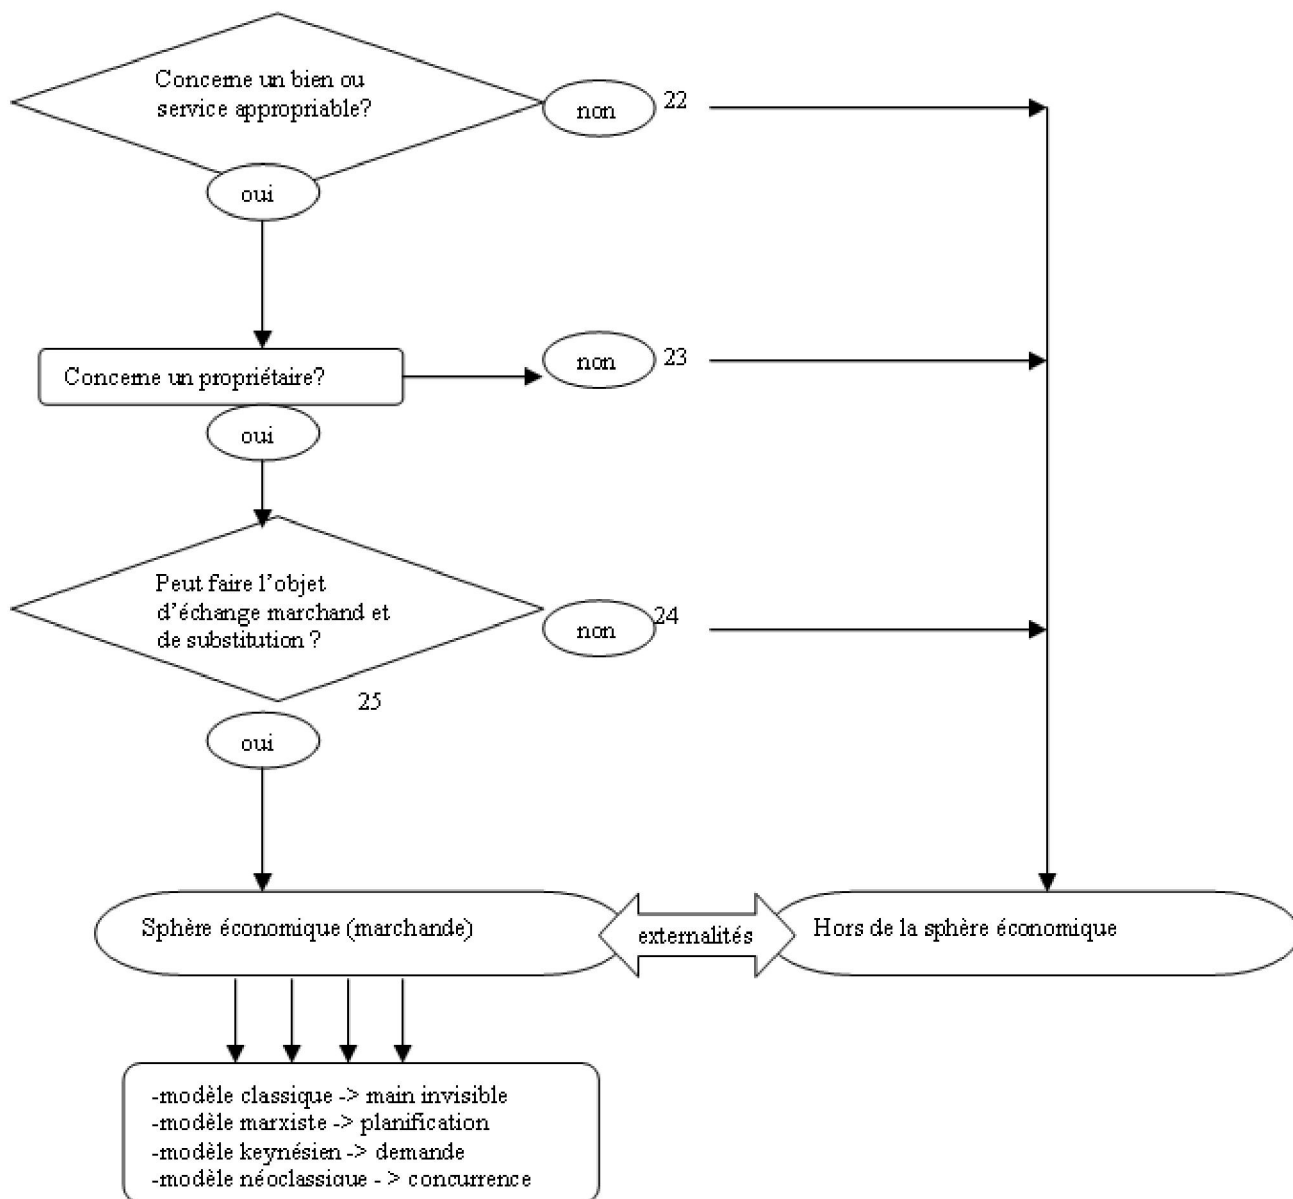 Concerne un bien ou
service appropriable?
non
22
oui
Concerne un propriétaire?
non
23
oui
Peut faire l'objet
d'échange marchand et
de substitution ?
non
24
25
oui
Sphère économique (marchande)
externalités
Hors de la sphère économique
-modèle classique -> main invisible
-modèle marxiste -> planification
-modèle keynésien -> demande
-modèle néoclassique - > concurrence